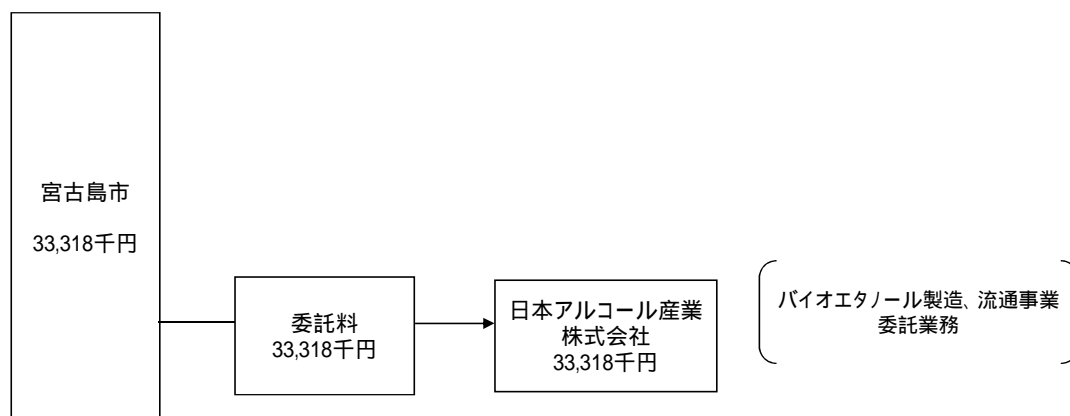 宮古島市
33,318千円
委託料
33,318千円
日本アルコール産業
株式会社
33,318千円
バイオエタノール製造、流通事業
委託業務